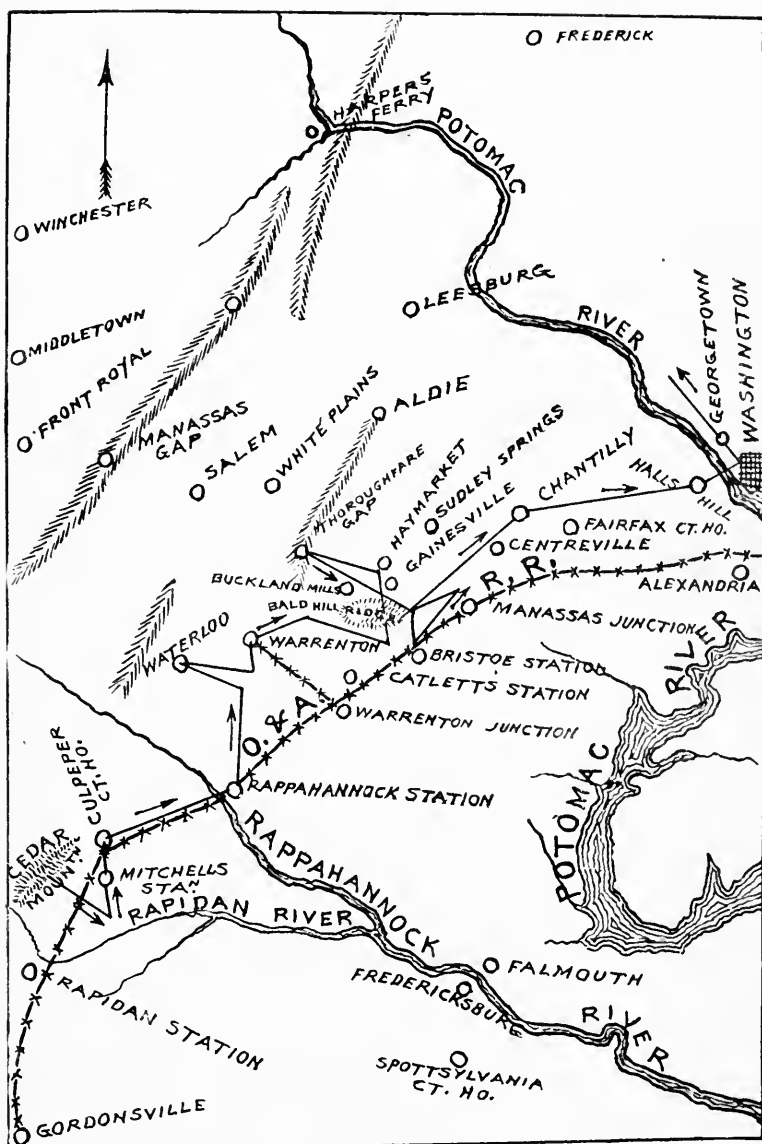 FREDERICK
HARPERS
FERRY
POTOMAC
WINCHESTER
LEESBURG
RIVER
MIDDLETOWN
GEORGETOWN
WASHINGTON
FRONT ROYAL
MANASSAS
GAP
SALEM
WHITE PLAINS
ALDIE
THOROUGHFARE
GAP
HAYMARKET
SUDLEY SPRINGS
GAINESVILLE
CHANTILLY
HALLS
HILL
FAIRFAX CT. HO.
CENTREVILLE
R. R.
ALEXANDRIA
BUCKLAND MILLS
BALD HILL
RIDGE
MANASSAS JUNCTION
WATERLOO
WARRENTON
BRISTOE STATION
CATLETT'S STATION
WARRENTON JUNCTION
O. & A.
POTOMAC
RIVER
CULPEPER
CT. HO.
RAPPAHANNOCK STATION
CEDAR
MOUNTN
MITCHELLS
STAN
RAPPAHANNOCK
RAPIDAN RIVER
RAPIDAN STATION
FALMOUTH
FREDERICKSBURG
RIVER
SPOTTSYLVANIA
CT. HO.
GORDONSVILLE